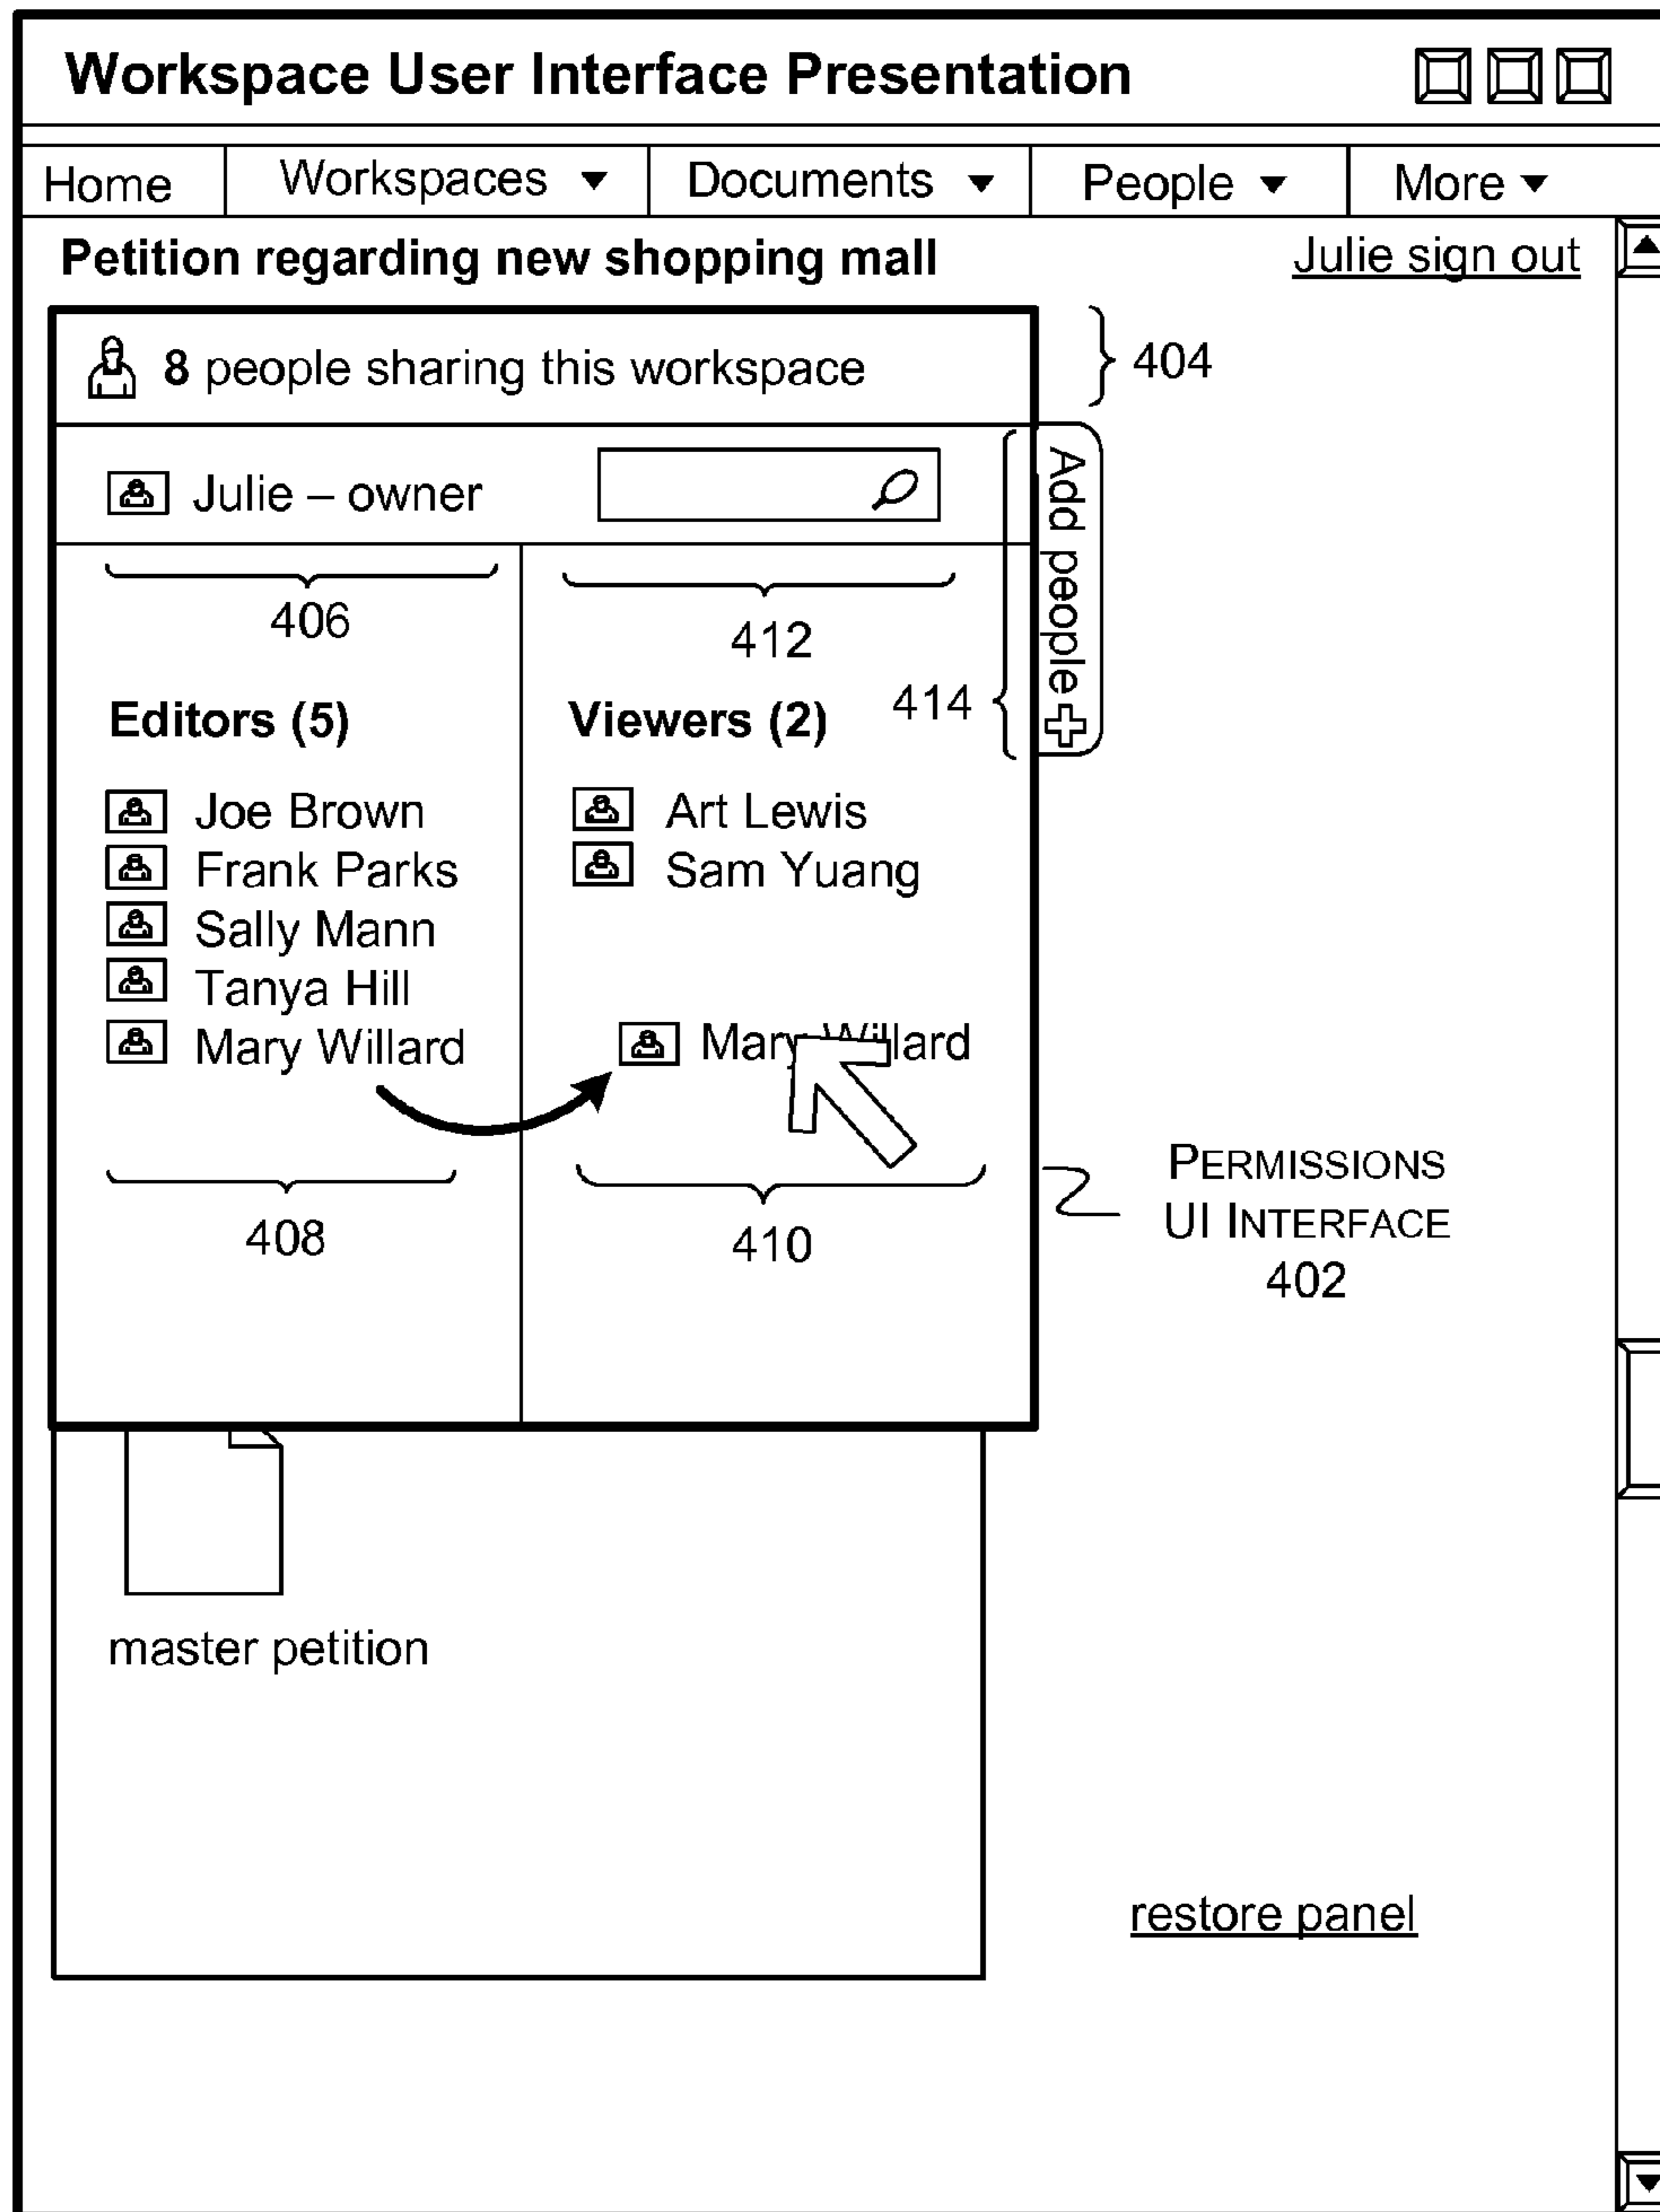 Workspace User Interface Presentation
Home Workspaces Documents People More
Petition regarding new shopping mall Julie sign out
8 people sharing this workspace
404
Julie – owner
Add people
406
412
414
Editors (5)
Viewers (2)
Joe Brown
Frank Parks
Sally Mann
Tanya Hill
Mary Willard
Art Lewis
Sam Yuang
Mary Willard
408
410
PERMISSIONS
UI INTERFACE
402
master petition
restore panel